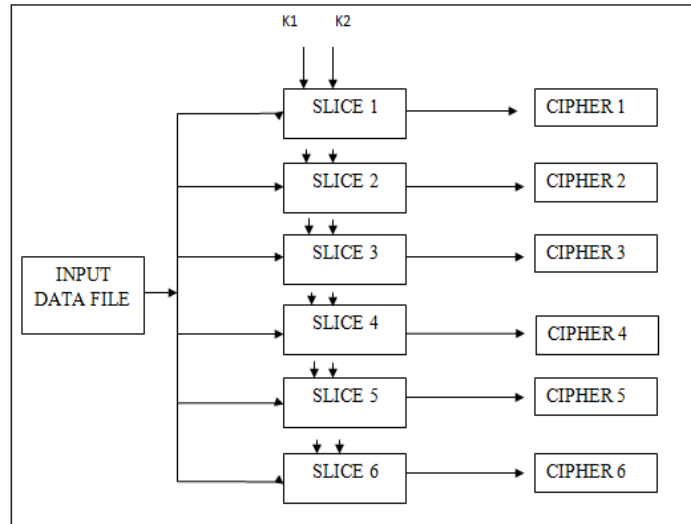 K1 K2
SLICE 1 CIPHER 1
SLICE 2 CIPHER 2
SLICE 3 CIPHER 3
INPUT
DATA FILE
SLICE 4 CIPHER 4
SLICE 5 CIPHER 5
SLICE 6 CIPHER 6